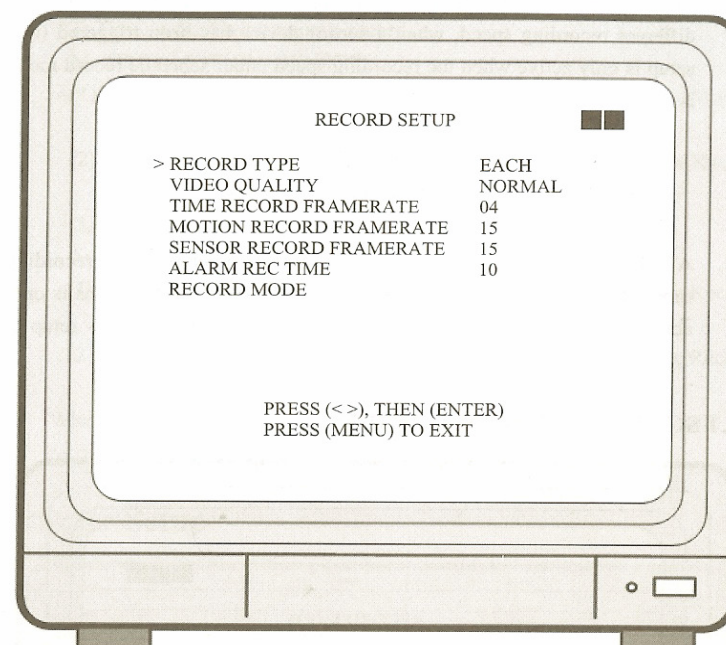 RECORD SETUP
> RECORD TYPE EACH
VIDEO QUALITY NORMAL
TIME RECORD FRAMERATE 04
MOTION RECORD FRAMERATE 15
SENSOR RECORD FRAMERATE 15
ALARM REC TIME 10
RECORD MODE
PRESS (< >), THEN (ENTER)
PRESS (MENU) TO EXIT